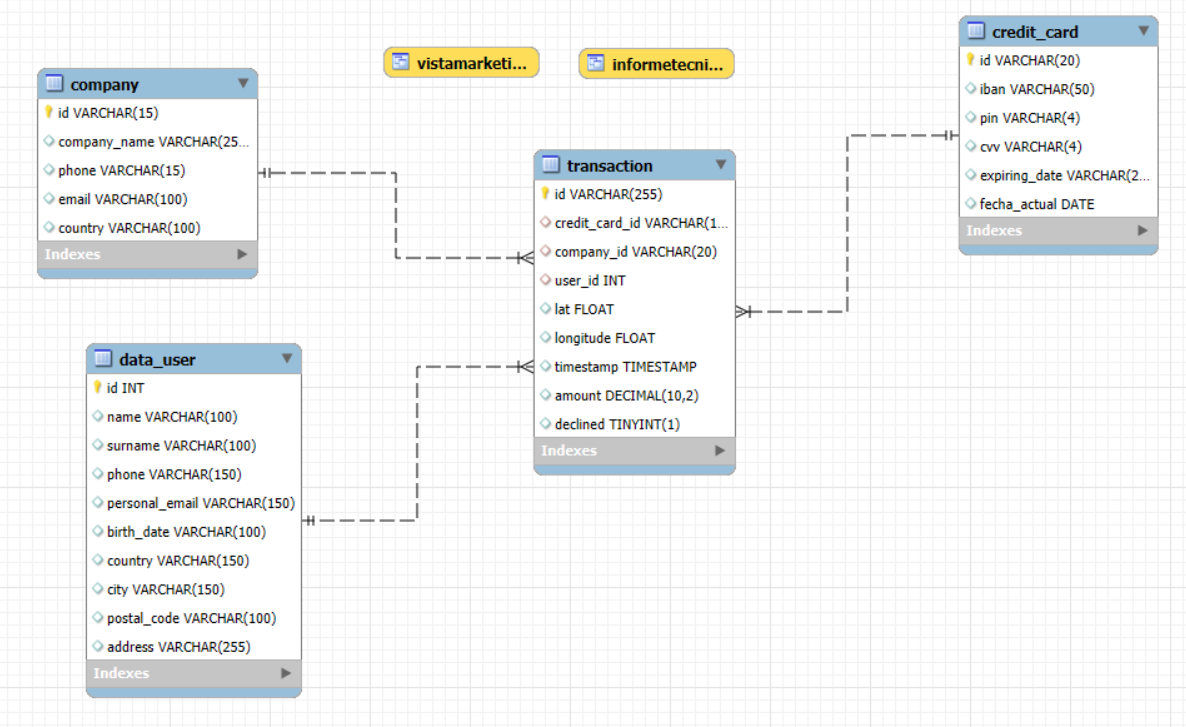 company
id VARCHAR(15)
company_name VARCHAR(25...
phone VARCHAR(15)
email VARCHAR(100)
country VARCHAR(100)
Indexes
vistamarketi...
informetecni...
credit_card
id VARCHAR(20)
iban VARCHAR(50)
pin VARCHAR(4)
cvv VARCHAR(4)
expiring_date VARCHAR(2...
fecha_actual DATE
Indexes
transaction
id VARCHAR(255)
credit_card_id VARCHAR(1...
company_id VARCHAR(20)
user_id INT
lat FLOAT
longitude FLOAT
timestamp TIMESTAMP
amount DECIMAL(10,2)
declined TINYINT(1)
Indexes
data_user
id INT
name VARCHAR(100)
surname VARCHAR(100)
phone VARCHAR(150)
personal_email VARCHAR(150)
birth_date VARCHAR(100)
country VARCHAR(150)
city VARCHAR(150)
postal_code VARCHAR(100)
address VARCHAR(255)
Indexes